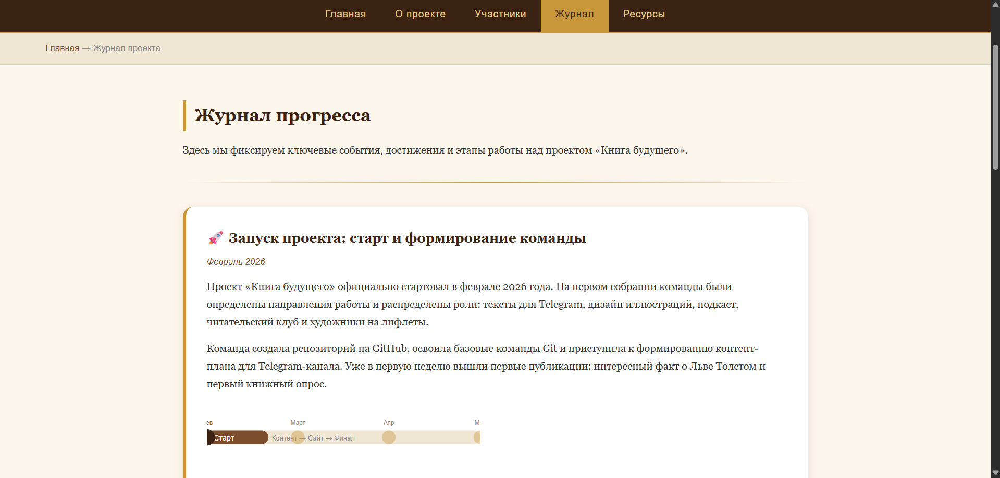 Главная О проекте Участники Журнал Ресурсы
Главная → Журнал проекта
Журнал прогресса
Здесь мы фиксируем ключевые события, достижения и этапы работы над проектом «Книга будущего».
🚀 Запуск проекта: старт и формирование команды
Февраль 2026
Проект «Книга будущего» официально стартовал в феврале 2026 года. На первом собрании команды были
определены направления работы и распределены роли: тексты для Telegram, дизайн иллюстраций, подкаст,
читательский клуб и художники на лифлеты.
Команда создала репозиторий на GitHub, освоила базовые команды Git и приступила к формированию контент-
плана для Telegram-канала. Уже в первую неделю вышли первые публикации: интересный факт о Льве Толстом и
первый книжный опрос.
ев Март Апр
Старт Контент → Сайт → Финал